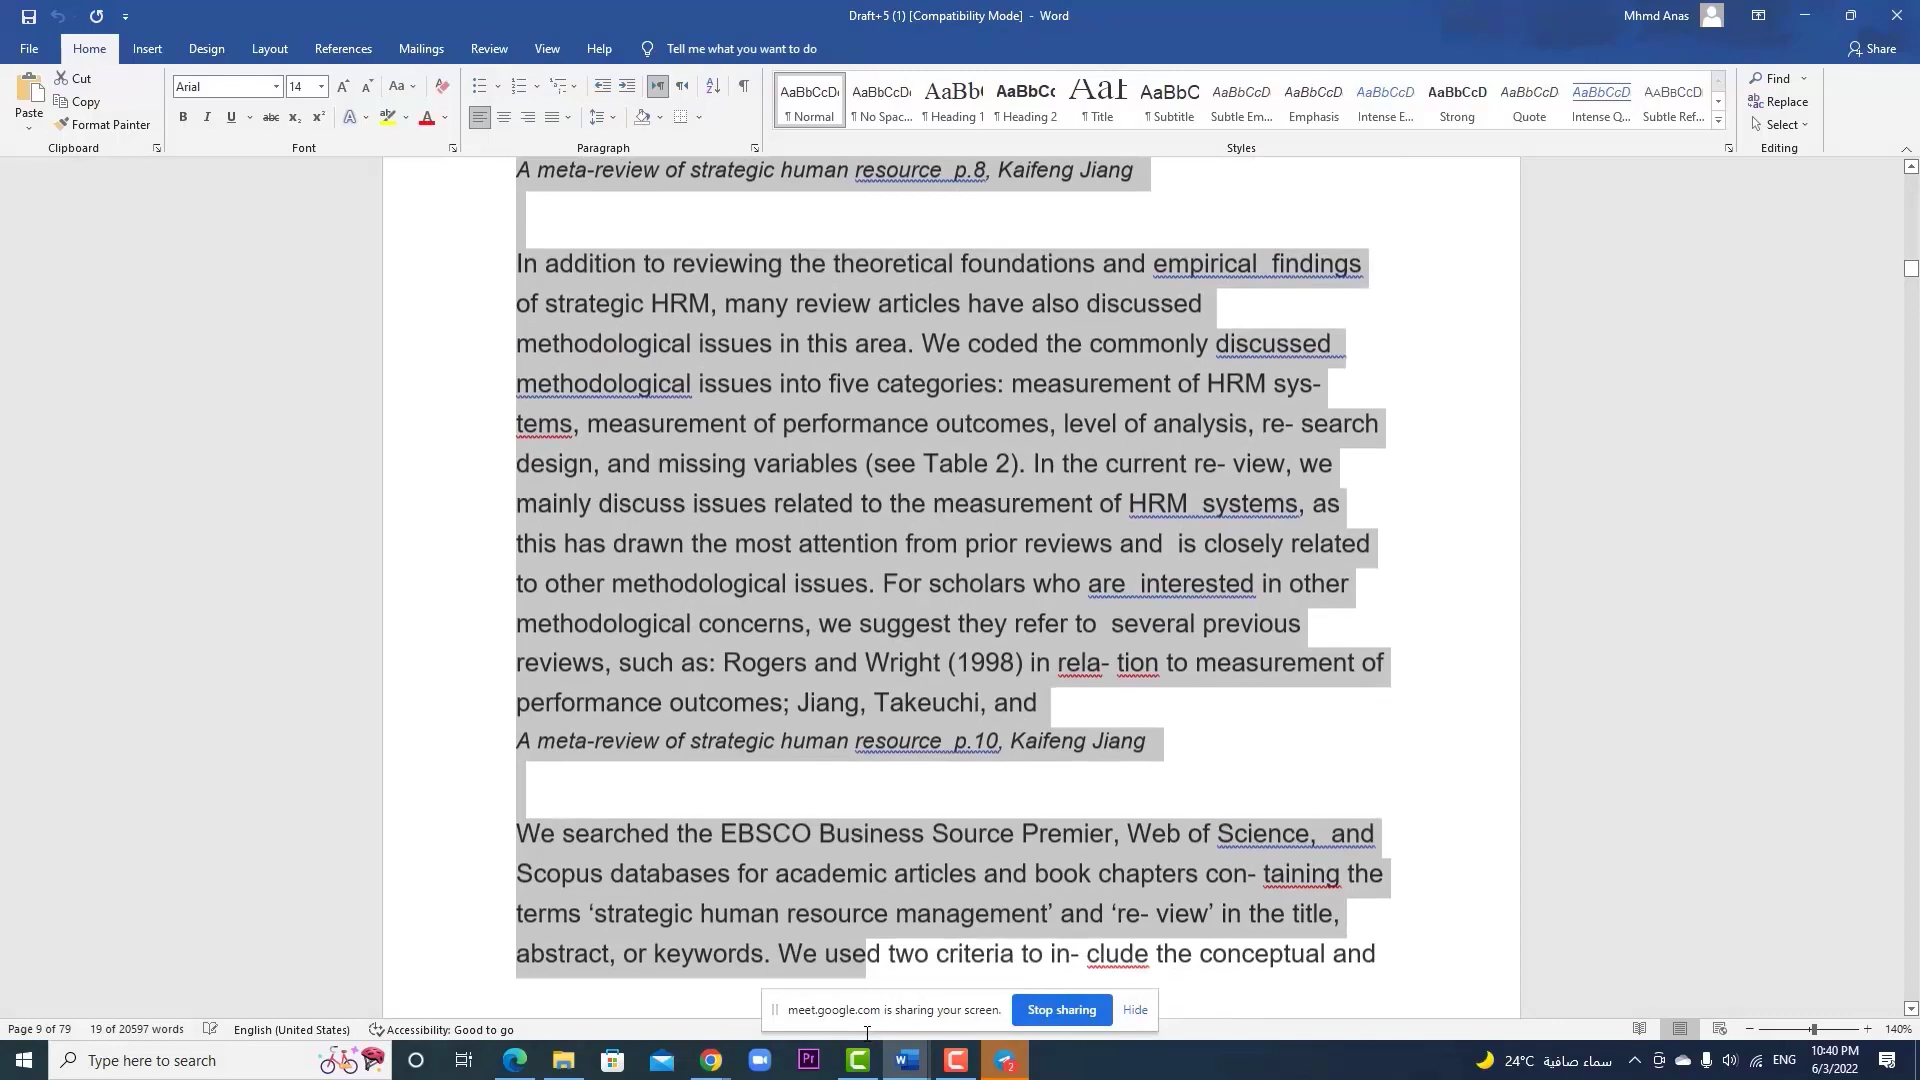 Draft+5 (1) [Compatibility Mode] - Word
Mhmd Anas
File Home Insert Design Layout References Mailings Review View Help Tell me what you want to do
Share
Paste
Cut
Copy
Format Painter
Clipboard
Arial 14
Font
Paragraph
AaBbCcDc AaBbCcDc AaBbC AaBbCc AaB AaBbC AaBbCcD AaBbCcD AaBbCcD AaBbCcD AaBbCcD AaBbCcD AaBbCcD
¶ Normal ¶ No Spac... ¶ Heading 1 ¶ Heading 2 ¶ Title ¶ Subtitle Subtle Em... Emphasis Intense E... Strong Quote Intense Q... Subtle Ref...
Styles
Find
Replace
Select
Editing
A meta-review of strategic human resource  p.8, Kaifeng Jiang
In addition to reviewing the theoretical foundations and empirical  findings
of strategic HRM, many review articles have also discussed
methodological issues in this area. We coded the commonly discussed
methodological issues into five categories: measurement of HRM sys-
tems, measurement of performance outcomes, level of analysis, re- search
design, and missing variables (see Table 2). In the current re- view, we
mainly discuss issues related to the measurement of HRM  systems, as
this has drawn the most attention from prior reviews and  is closely related
to other methodological issues. For scholars who are  interested in other
methodological concerns, we suggest they refer to  several previous
reviews, such as: Rogers and Wright (1998) in rela- tion to measurement of
performance outcomes; Jiang, Takeuchi, and
A meta-review of strategic human resource  p.10, Kaifeng Jiang
We searched the EBSCO Business Source Premier, Web of Science,  and
Scopus databases for academic articles and book chapters con- taining the
terms ‘strategic human resource management’ and ‘re- view’ in the title,
abstract, or keywords. We used two criteria to in- clude the conceptual and
meet.google.com is sharing your screen. Stop sharing Hide
Page 9 of 79 19 of 20597 words English (United States) Accessibility: Good to go 140%
Type here to search
24°C سماء صافية
ENG
10:40 PM
6/3/2022